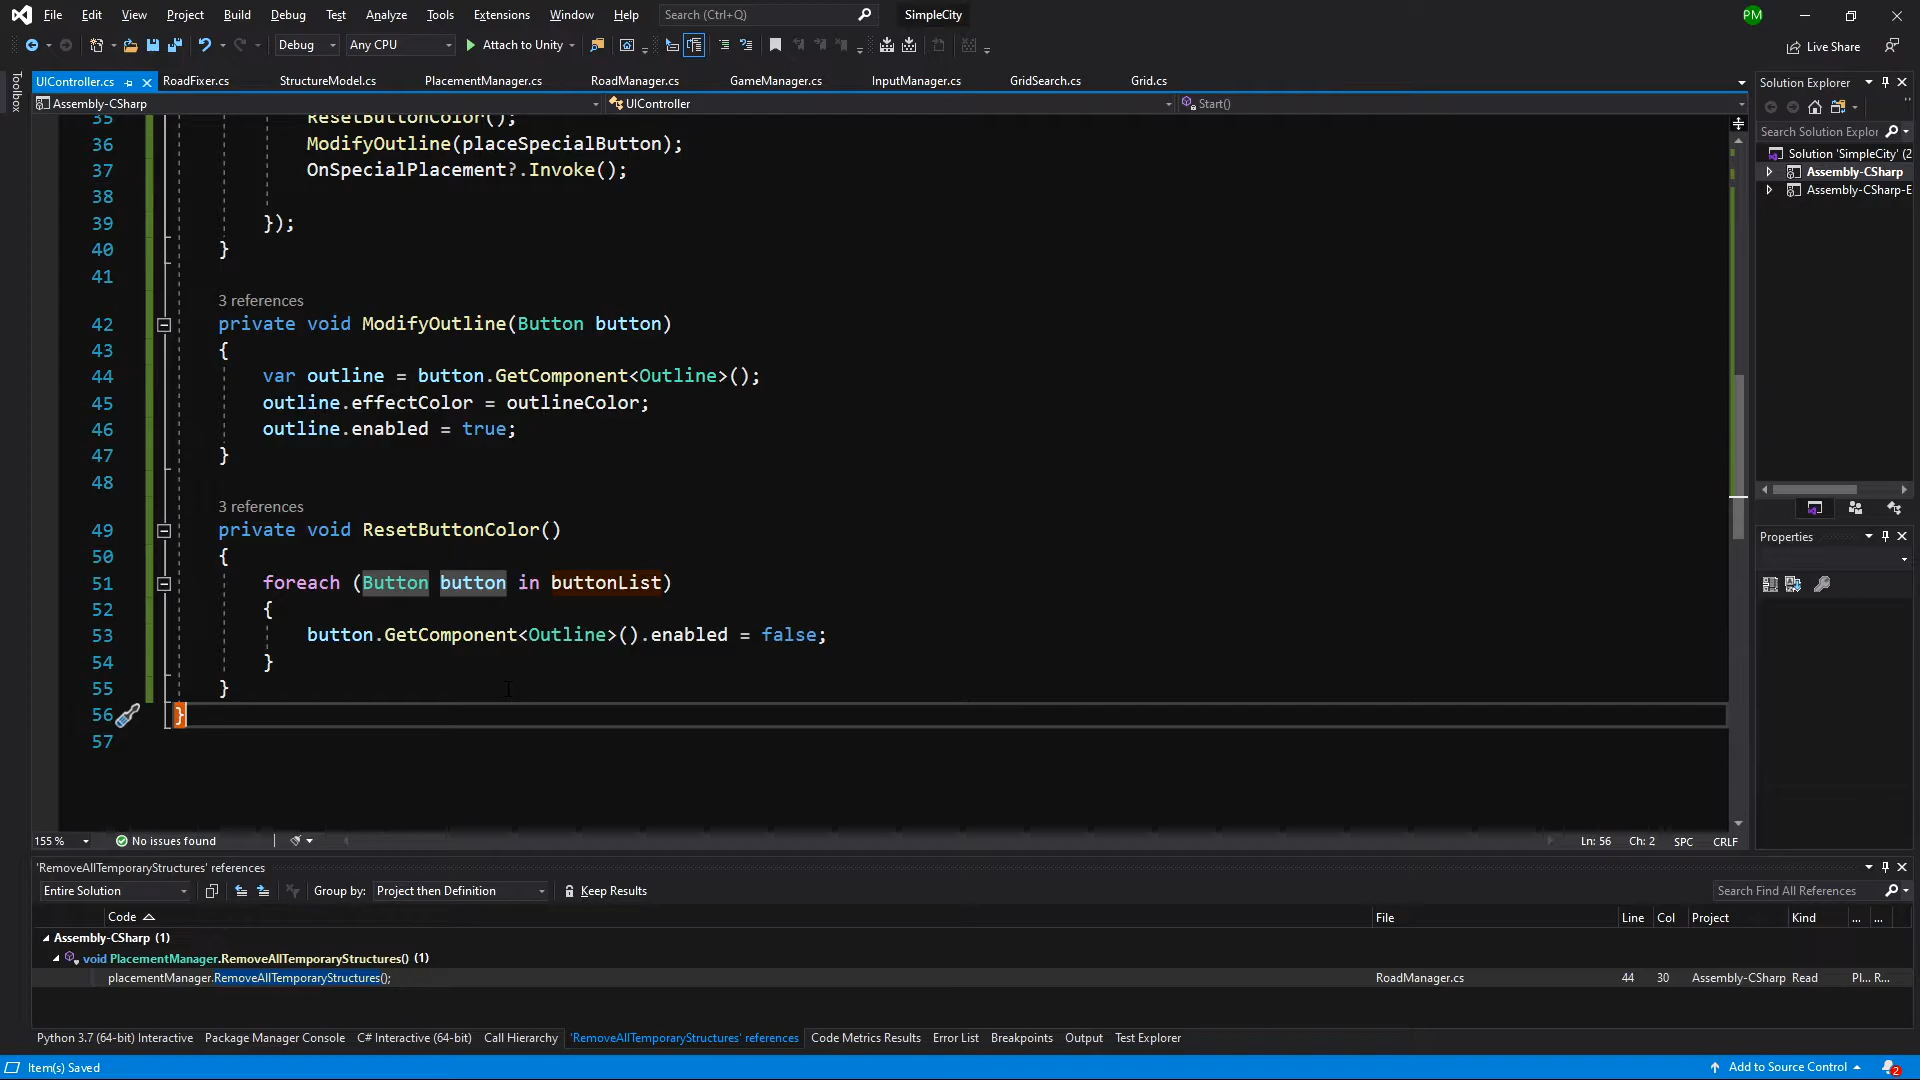 File Edit View Project Build Debug Test Analyze Tools Extensions Window Help Search (Ctrl+Q) SimpleCity PM
Debug Any CPU Attach to Unity Live Share
Toolbox
UIController.cs RoadFixer.cs StructureModel.cs PlacementManager.cs RoadManager.cs GameManager.cs InputManager.cs GridSearch.cs Grid.cs
Assembly-CSharp UIController Start()
35 ResetButtonColor();
36 ModifyOutline(placeSpecialButton);
37 OnSpecialPlacement?.Invoke();
38
39 });
40 }
41
3 references
42 private void ModifyOutline(Button button)
43 {
44 var outline = button.GetComponent<Outline>();
45 outline.effectColor = outlineColor;
46 outline.enabled = true;
47 }
48
3 references
49 private void ResetButtonColor()
50 {
51 foreach (Button button in buttonList)
52 {
53 button.GetComponent<Outline>().enabled = false;
54 }
55 }
56 }
57
155 % No issues found Ln: 56 Ch: 2 SPC CRLF
Solution Explorer
Search Solution Explor
Solution 'SimpleCity' (2
Assembly-CSharp
Assembly-CSharp-E
Properties
'RemoveAllTemporaryStructures' references
Entire Solution Group by: Project then Definition Keep Results Search Find All References
Code File Line Col Project Kind ... ...
Assembly-CSharp (1)
void PlacementManager.RemoveAllTemporaryStructures() (1)
placementManager.RemoveAllTemporaryStructures(); RoadManager.cs 44 30 Assembly-CSharp Read Pl... R...
Python 3.7 (64-bit) Interactive Package Manager Console C# Interactive (64-bit) Call Hierarchy 'RemoveAllTemporaryStructures' references Code Metrics Results Error List Breakpoints Output Test Explorer
Item(s) Saved Add to Source Control 2